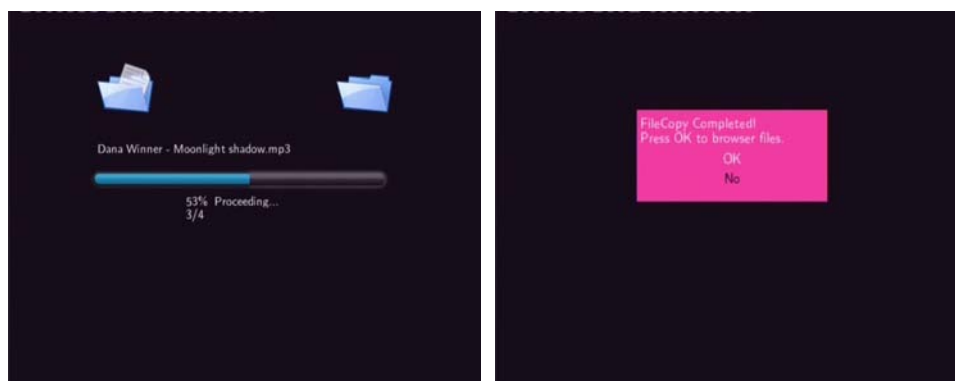 Dana Winner - Moonlight shadow.mp3
53% Proceeding...
3/4
FileCopy Completed!
Press OK to browser files.
OK
No